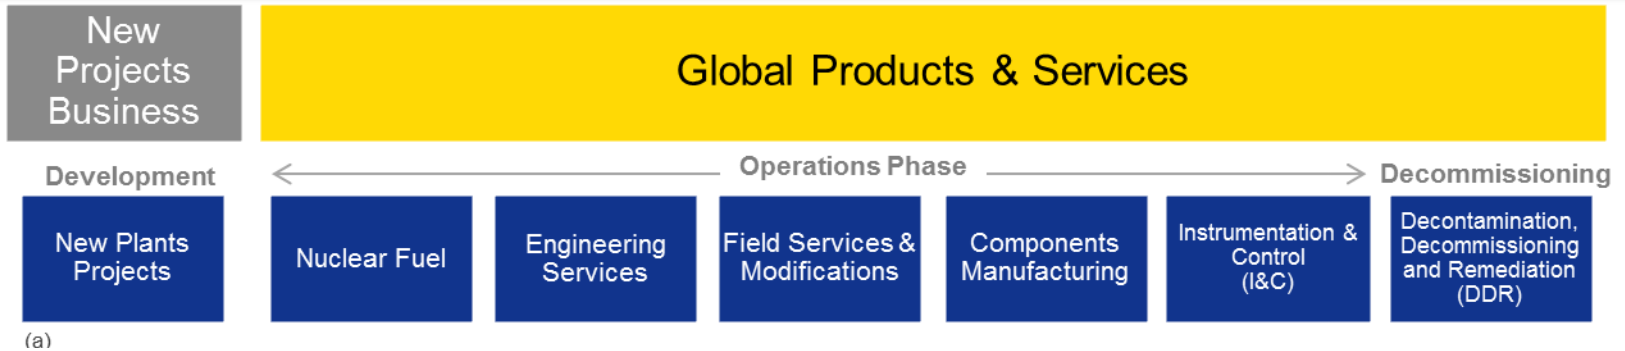 New
Projects
Business
Global Products & Services
Development
Operations Phase
Decommissioning
New Plants
Projects
Nuclear Fuel
Engineering
Services
Field Services &
Modifications
Components
Manufacturing
Instrumentation &
Control
(I&C)
Decontamination,
Decommissioning
and Remediation
(DDR)
(a)